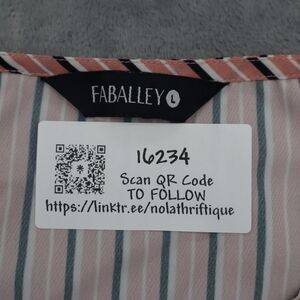 FABALLEY L
16234
Scan QR Code
TO FOLLOW
https://linktr.ee/nolathriftique